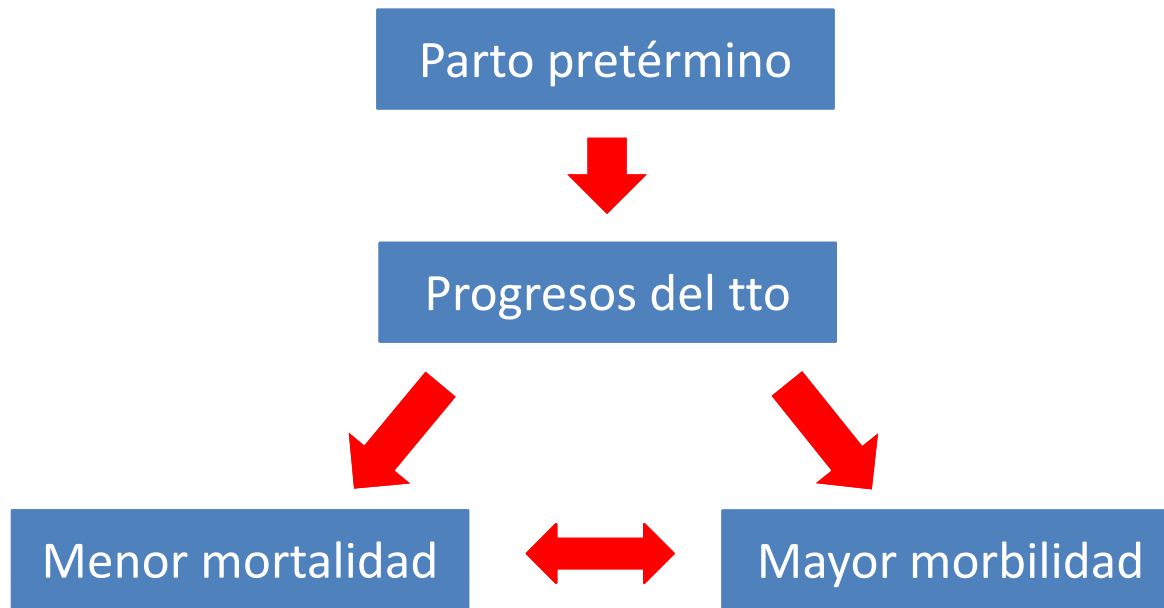 Parto pretérmino
Progresos del tto
Menor mortalidad
Mayor morbilidad